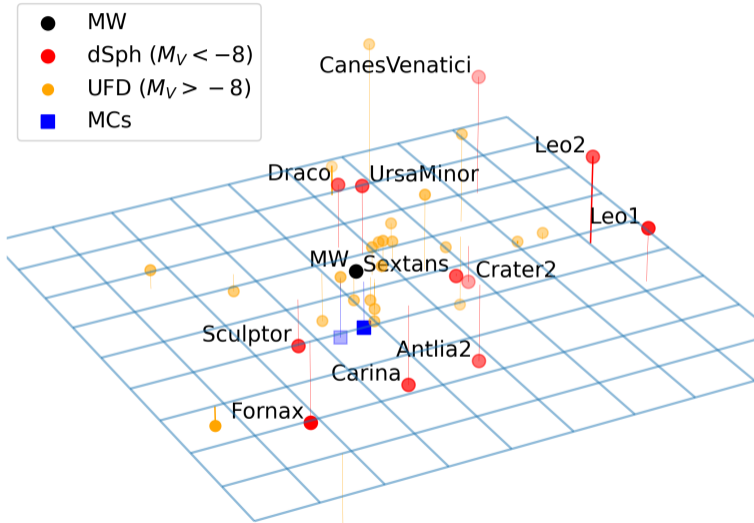 MW
dSph (M_V < −8)
UFD (M_V > −8)
MCs
CanesVenatici
Leo2
Draco
UrsaMinor
Leo1
MW
Sextans
Crater2
Sculptor
Antlia2
Carina
Fornax